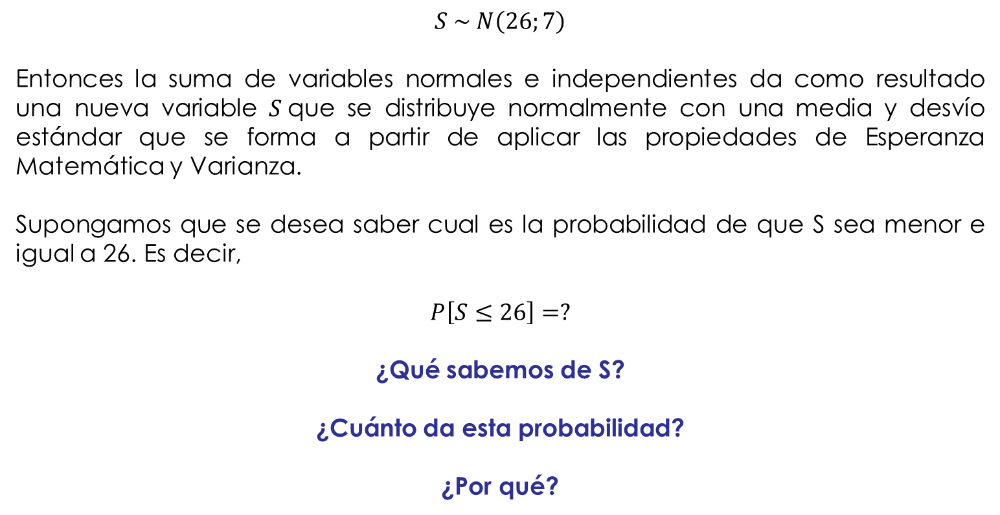 S ~ N(26; 7)
Entonces la suma de variables normales e independientes da como resultado
una nueva variable S que se distribuye normalmente con una media y desvío
estándar que se forma a partir de aplicar las propiedades de Esperanza
Matemática y Varianza.
Supongamos que se desea saber cual es la probabilidad de que S sea menor e
igual a 26. Es decir,
P[S ≤ 26] =?
¿Qué sabemos de S?
¿Cuánto da esta probabilidad?
¿Por qué?